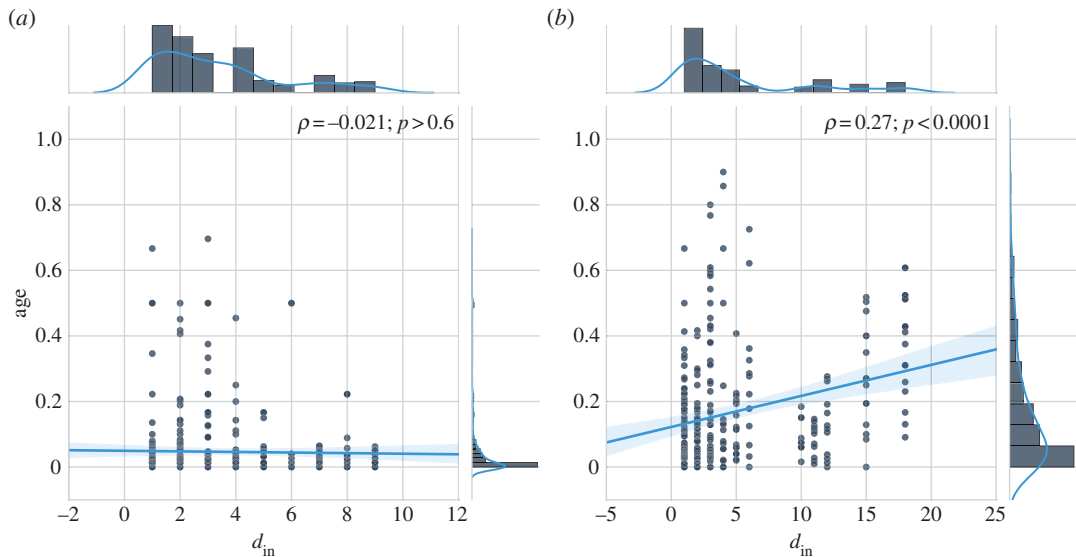 (a)
ρ = –0.021; p > 0.6
1.0
0.8
0.6
0.4
0.2
0
age
–2 0 2 4 6 8 10 12
d_in
(b)
ρ = 0.27; p < 0.0001
1.0
0.8
0.6
0.4
0.2
0
–5 0 5 10 15 20 25
d_in